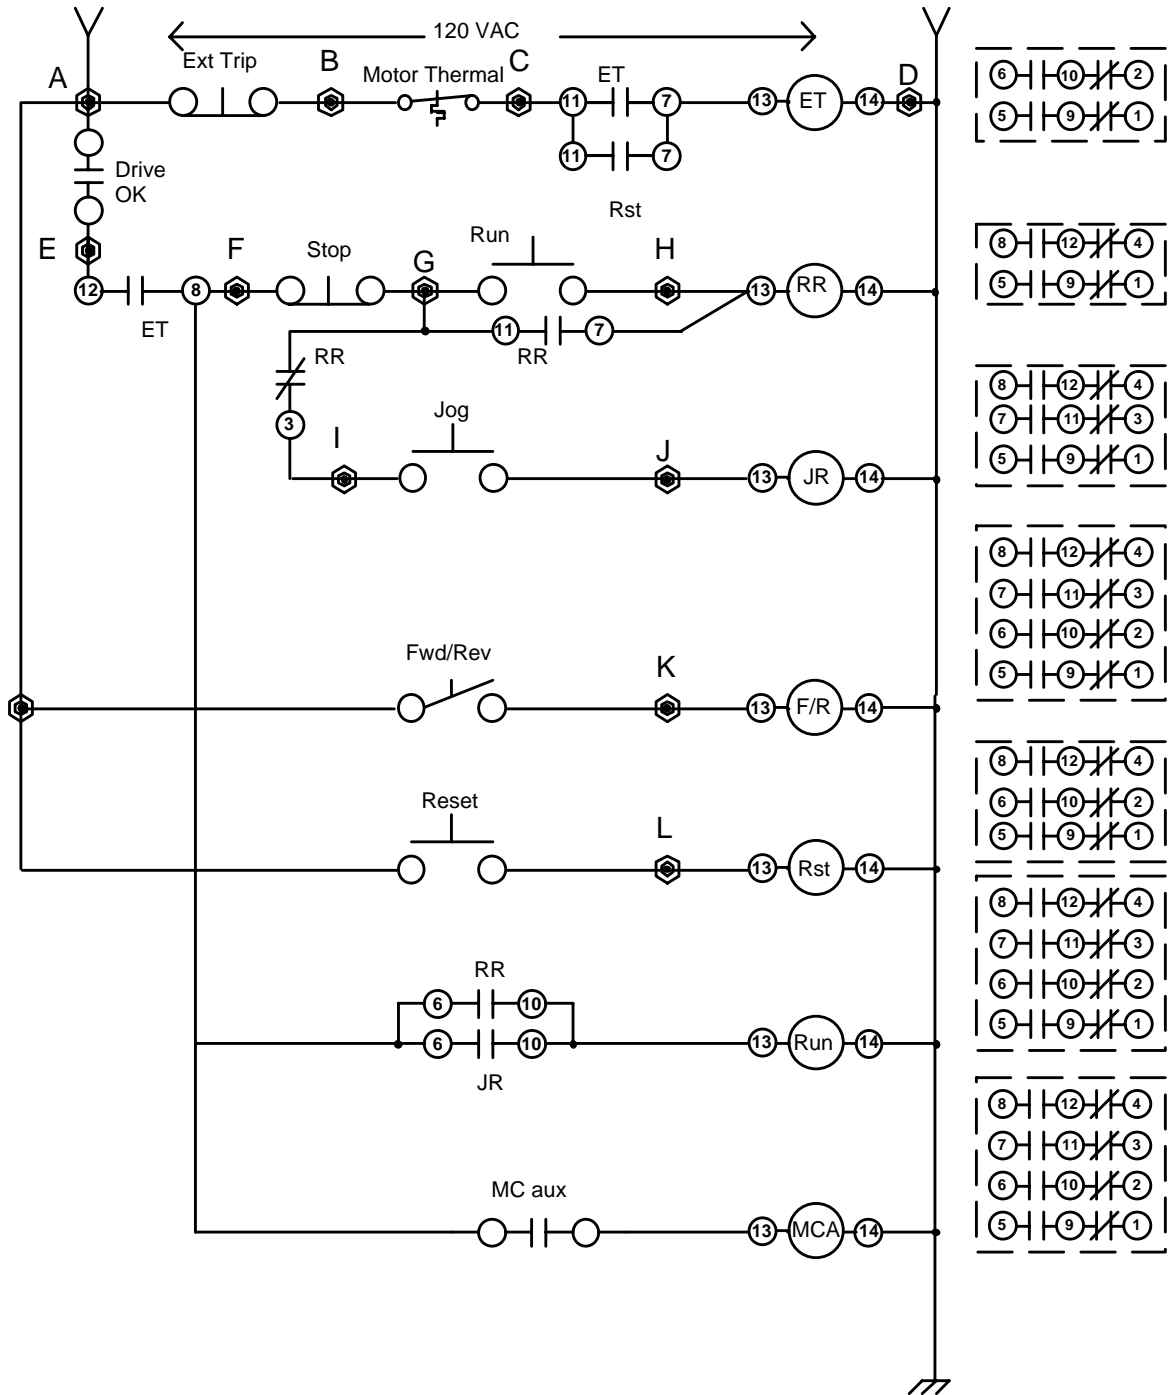 120 VAC
A Ext Trip B Motor Thermal C ET D
11 7 13 ET 14
11 7
Rst
Drive
OK
E F Stop G Run H
12 8 13 RR 14
ET
11 7
RR RR
3 I Jog J
13 JR 14
Fwd/Rev K
13 F/R 14
Reset L
13 Rst 14
RR
6 10
6 10 13 Run 14
JR
MC aux
13 MCA 14
6 10 2
5 9 1
8 12 4
5 9 1
8 12 4
7 11 3
5 9 1
8 12 4
7 11 3
6 10 2
5 9 1
8 12 4
6 10 2
5 9 1
8 12 4
7 11 3
6 10 2
5 9 1
8 12 4
7 11 3
6 10 2
5 9 1